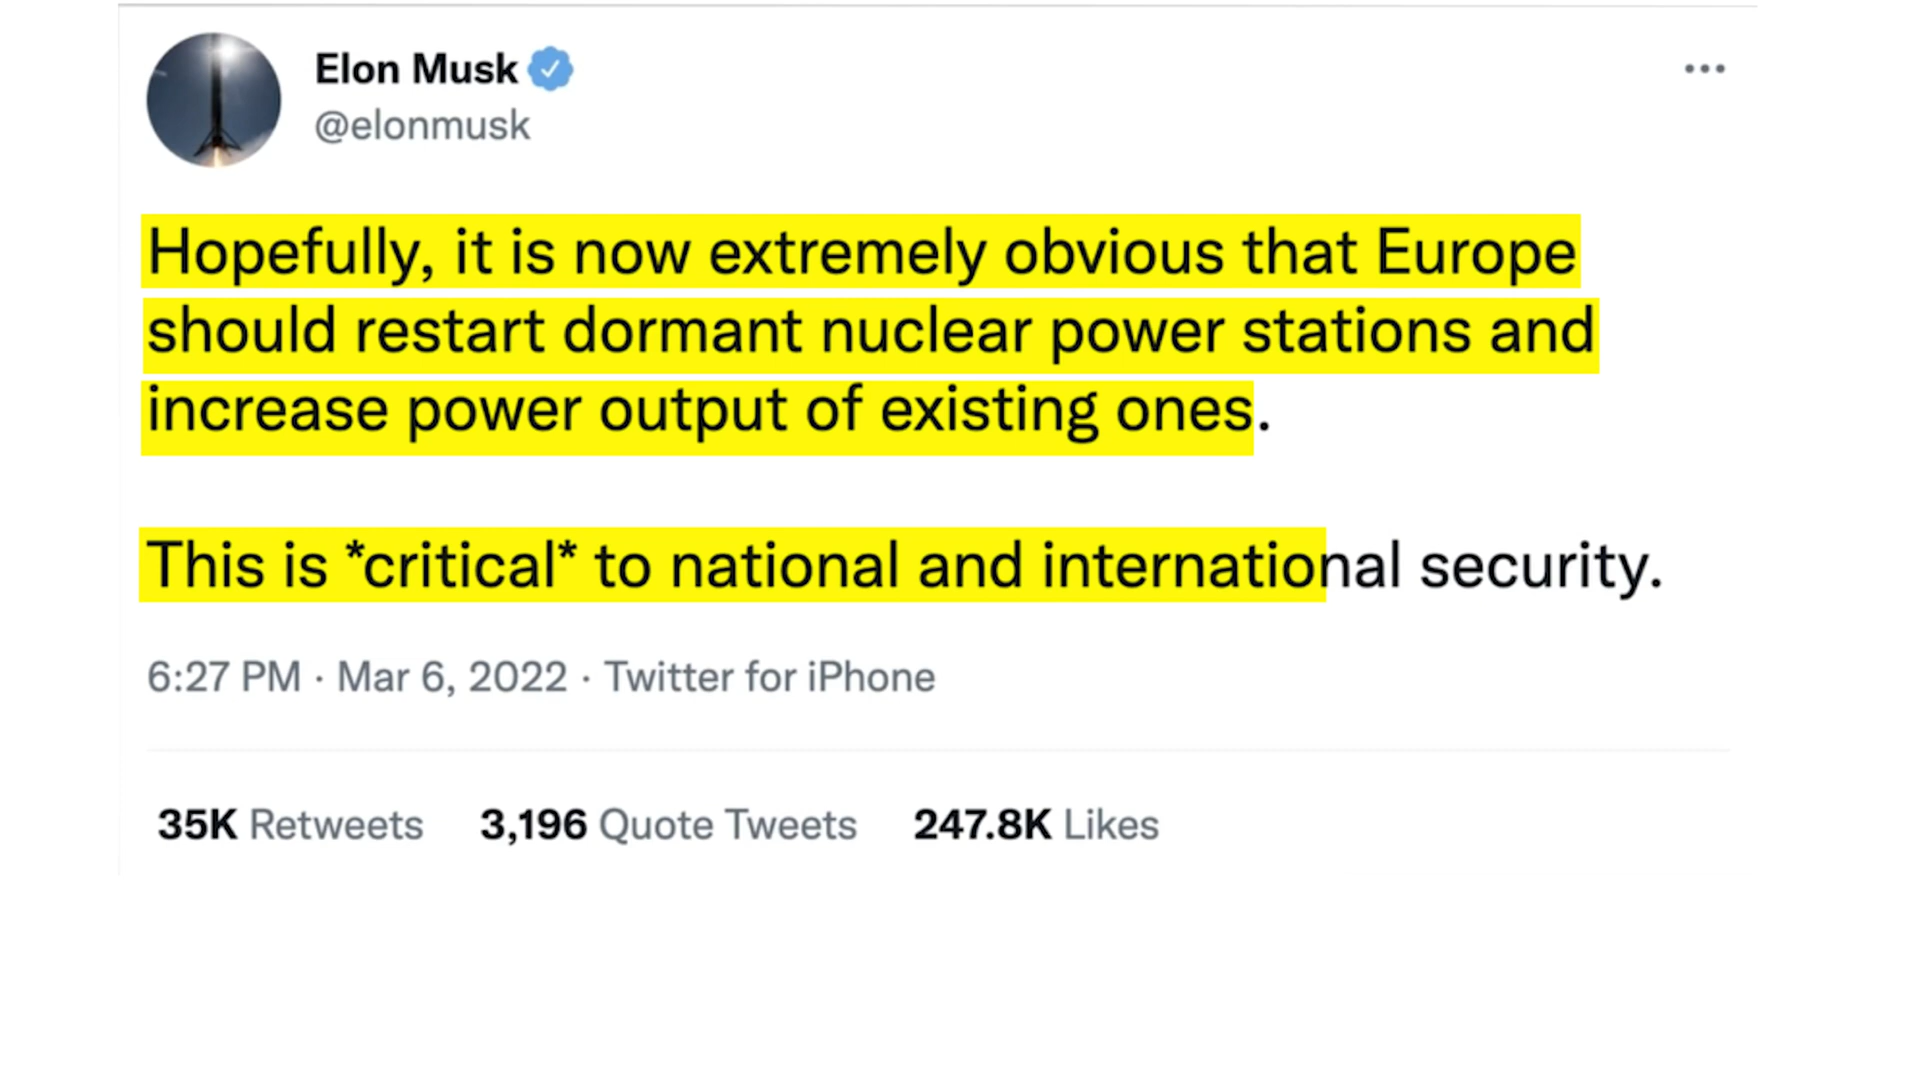 Elon Musk
@elonmusk
Hopefully, it is now extremely obvious that Europe
should restart dormant nuclear power stations and
increase power output of existing ones.
This is *critical* to national and international security.
6:27 PM · Mar 6, 2022 · Twitter for iPhone
35K Retweets 3,196 Quote Tweets 247.8K Likes